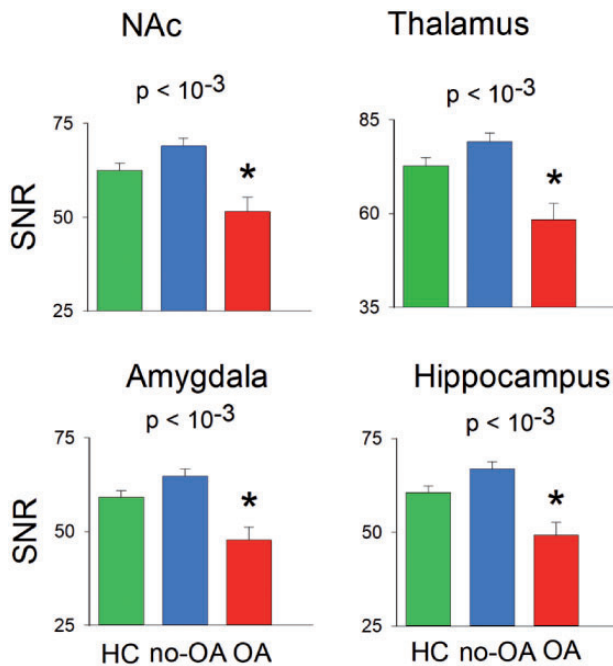 NAc
p < 10-3
SNR
75
50
25
*
Thalamus
p < 10-3
85
60
35
*
Amygdala
p < 10-3
SNR
75
50
25
*
HC no-OA OA
Hippocampus
p < 10-3
75
50
25
*
HC no-OA OA